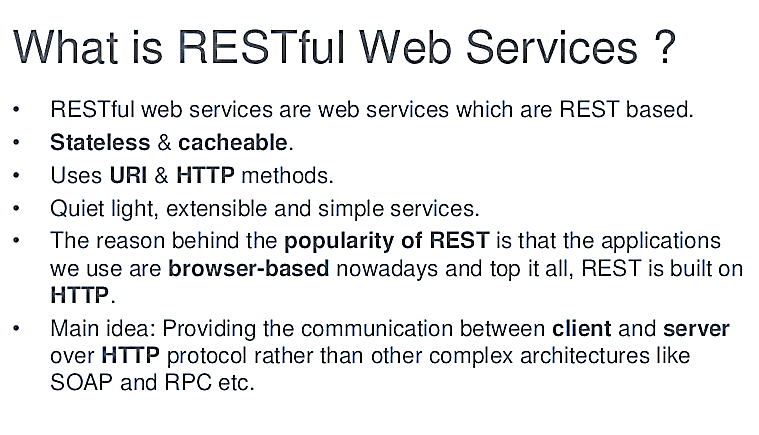 What is RESTful Web Services ?
• RESTful web services are web services which are REST based.
• Stateless & cacheable.
• Uses URI & HTTP methods.
• Quiet light, extensible and simple services.
• The reason behind the popularity of REST is that the applications
we use are browser-based nowadays and top it all, REST is built on
HTTP.
• Main idea: Providing the communication between client and server
over HTTP protocol rather than other complex architectures like
SOAP and RPC etc.